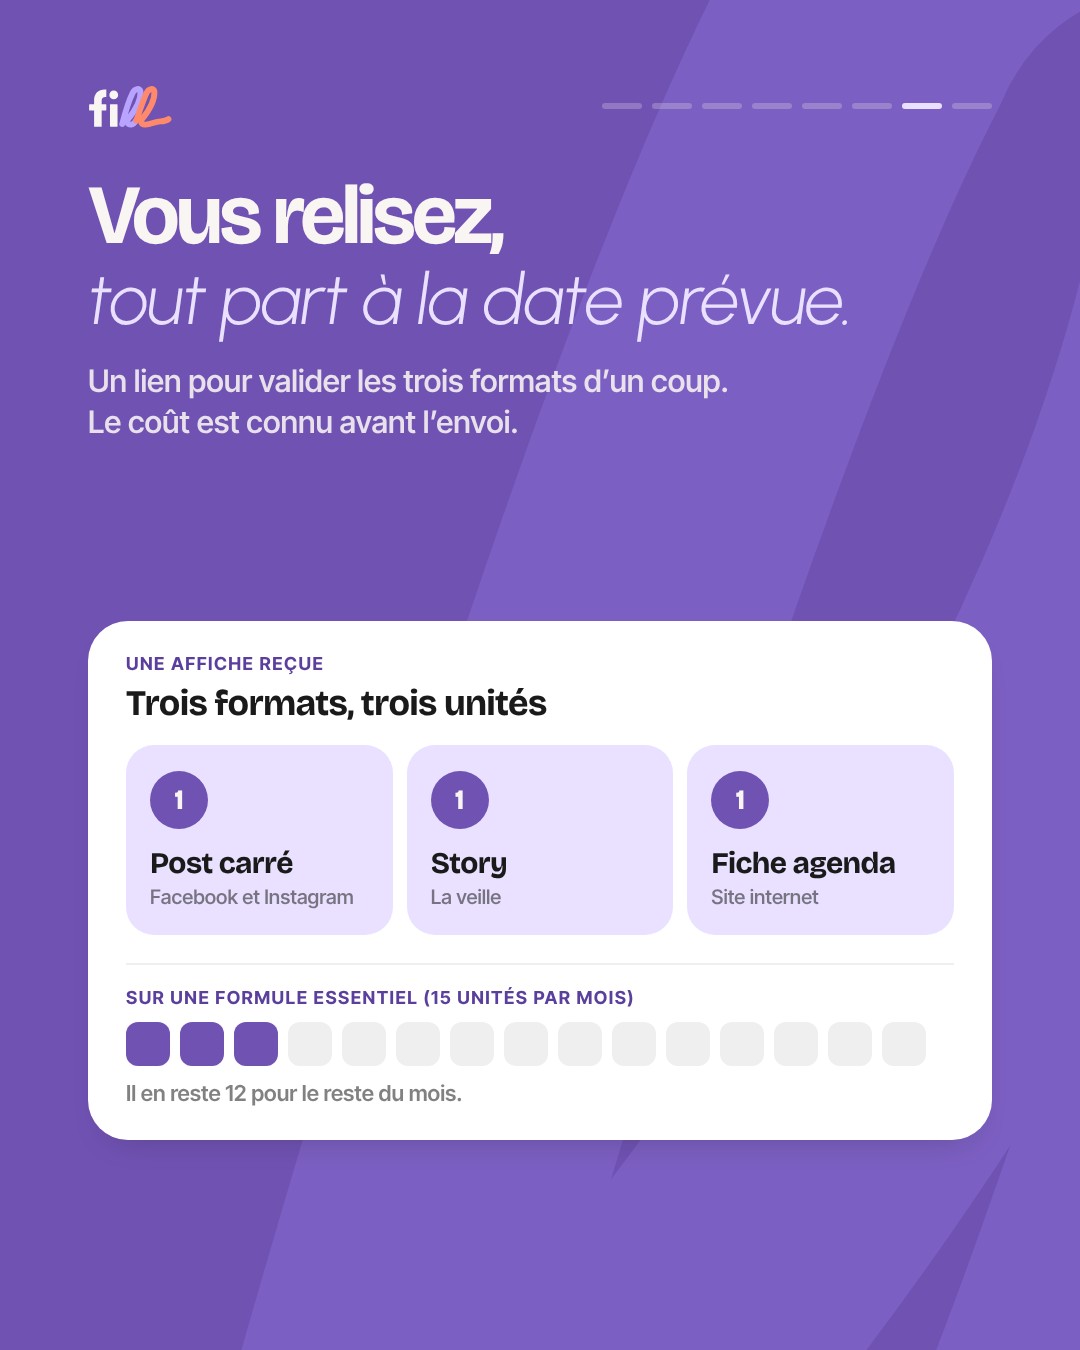 fill
Vous relisez,
tout part à la date prévue.
Un lien pour valider les trois formats d’un coup.
Le coût est connu avant l’envoi.
UNE AFFICHE REÇUE
Trois formats, trois unités
1
Post carré
Facebook et Instagram
1
Story
La veille
1
Fiche agenda
Site internet
SUR UNE FORMULE ESSENTIEL (15 UNITÉS PAR MOIS)
Il en reste 12 pour le reste du mois.